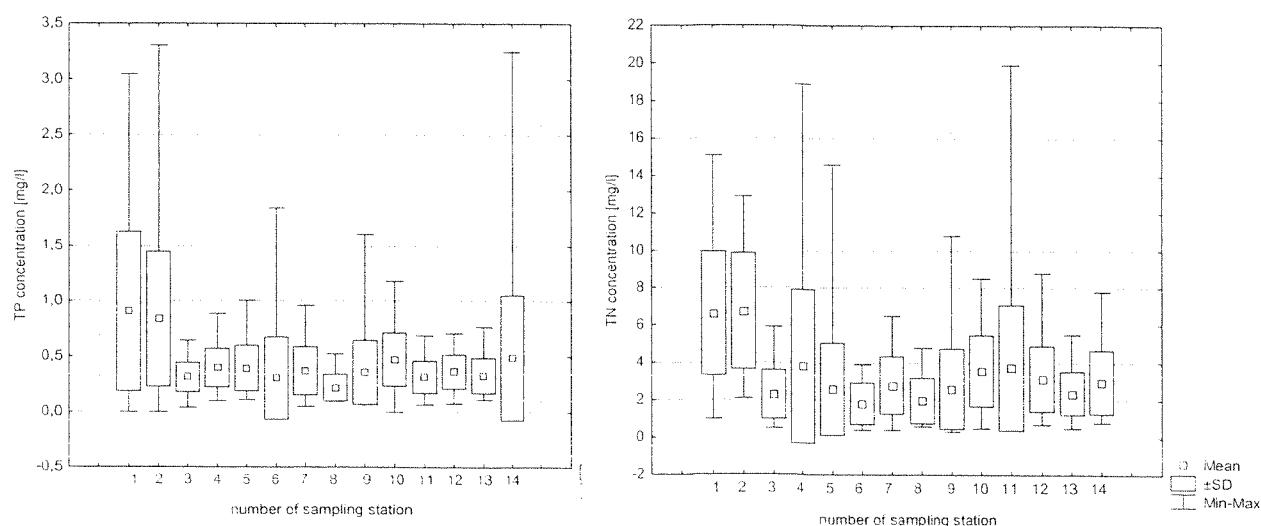 3,5
3,0
2,5
2,0
1,5
1,0
0,5
0,0
-0,5
TP concentration [mg/l]
1 2 3 4 5 6 7 8 9 10 11 12 13 14
number of sampling station
22
20
18
16
14
12
10
8
6
4
2
0
-2
TN concentration [mg/l]
1 2 3 4 5 6 7 8 9 10 11 12 13 14
number of sampling station
Mean
±SD
Min-Max